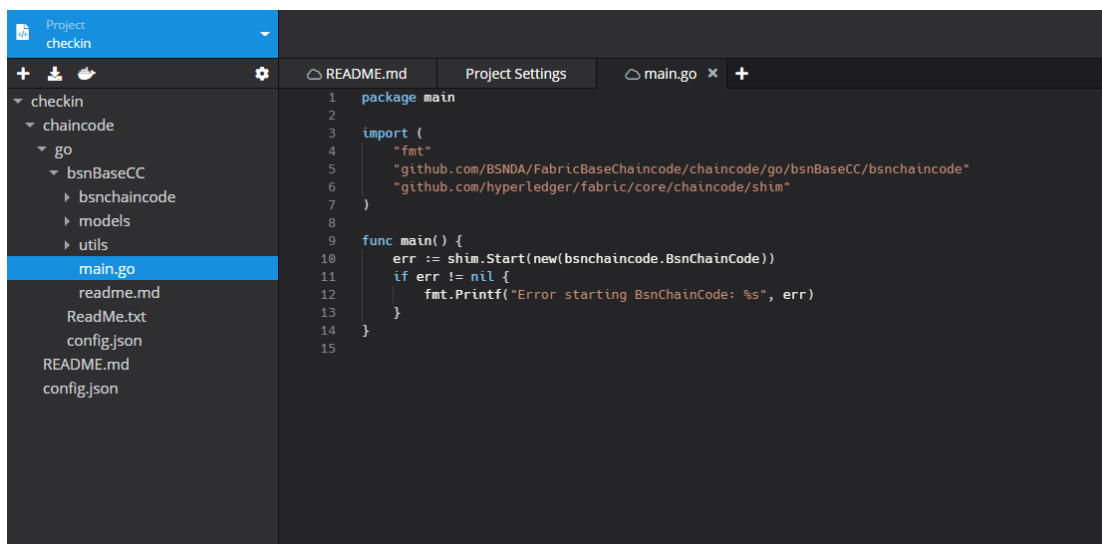 Project
checkin
README.md
Project Settings
main.go
checkin
chaincode
go
bsnBaseCC
bsnchaincode
models
utils
main.go
readme.md
ReadMe.txt
config.json
README.md
config.json
1 package main
2
3 import (
4 "fmt"
5 "github.com/BSNDA/FabricBaseChaincode/chaincode/go/bsnBaseCC/bsnchaincode"
6 "github.com/hyperledger/fabric/core/chaincode/shim"
7 )
8
9 func main() {
10 err := shim.Start(new(bsnchaincode.BsnChainCode))
11 if err != nil {
12 fmt.Printf("Error starting BsnChainCode: %s", err)
13 }
14 }
15